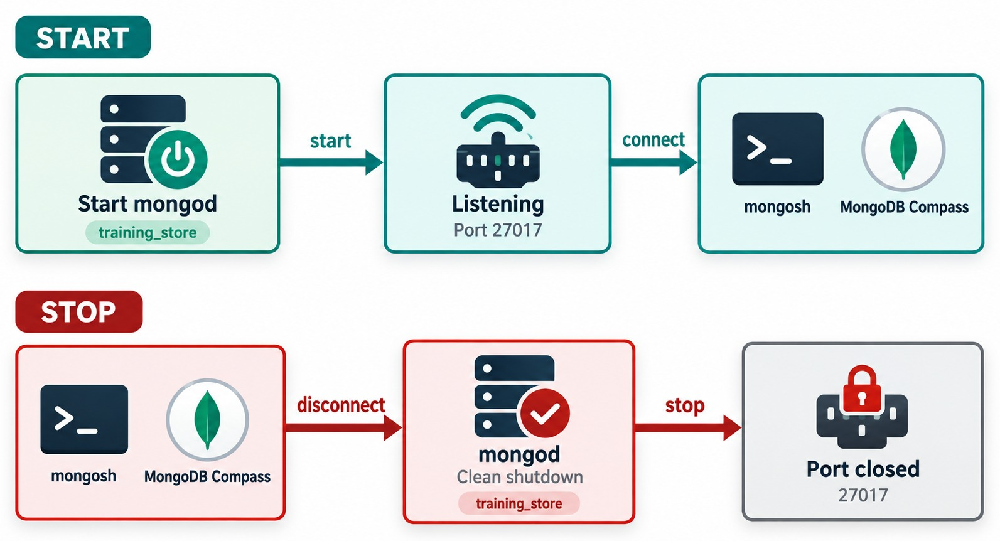 START
start
connect
Start mongod
training_store
Listening
Port 27017
>_
mongosh
MongoDB Compass
STOP
disconnect
stop
>_
mongosh
MongoDB Compass
mongod
Clean shutdown
training_store
Port closed
27017